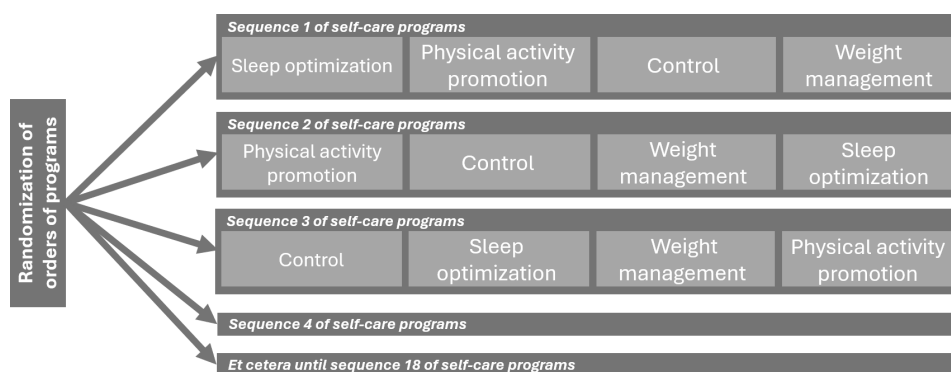 Randomization of
orders of programs
Sequence 1 of self-care programs
Sleep optimization
Physical activity
promotion
Control
Weight
management
Sequence 2 of self-care programs
Physical activity
promotion
Control
Weight
management
Sleep
optimization
Sequence 3 of self-care programs
Control
Sleep
optimization
Weight
management
Physical activity
promotion
Sequence 4 of self-care programs
Et cetera until sequence 18 of self-care programs